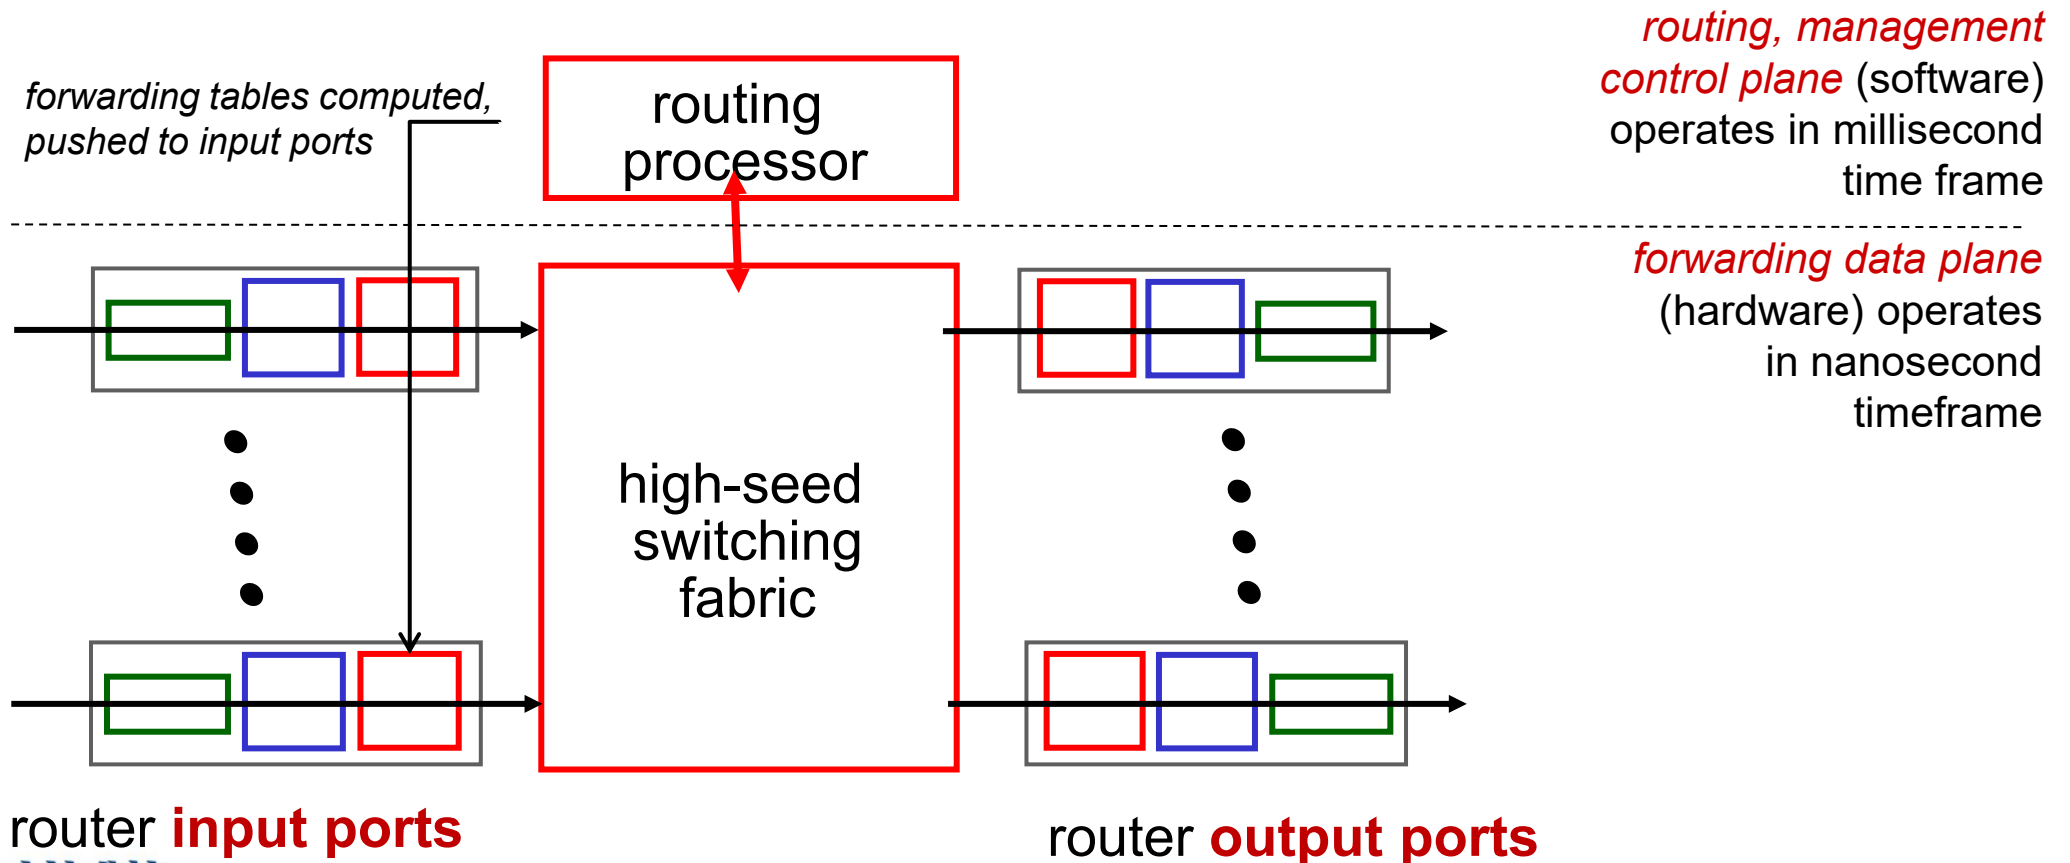 routing, management
control plane (software)
operates in millisecond
time frame
forwarding tables computed,
pushed to input ports
routing
processor
forwarding data plane
(hardware) operates
in nanosecond
timeframe
high-seed
switching
fabric
router input ports
router output ports